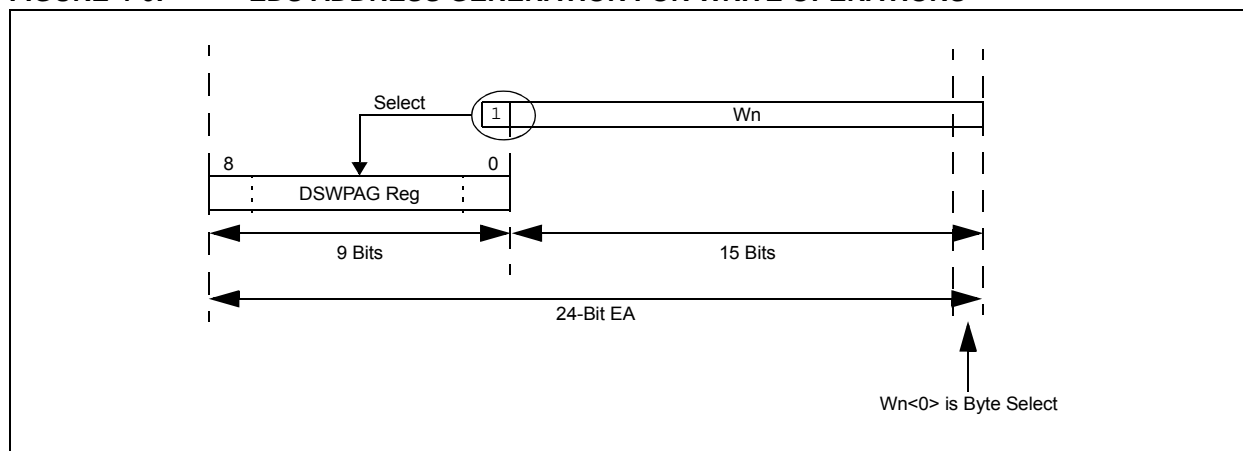 Select
1
Wn
8
0
DSWPAG Reg
9 Bits
15 Bits
24-Bit EA
Wn<0> is Byte Select